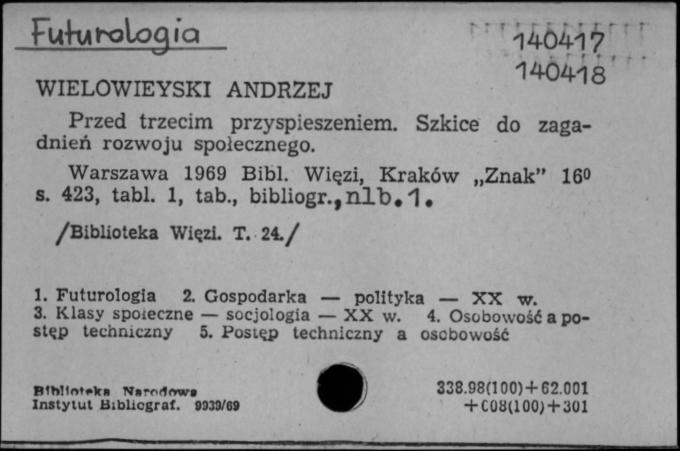 Futurologia
140417
140418
WIELOWIEYSKI ANDRZEJ
Przed trzecim przyspieszeniem. Szkice do zaga-
dnień rozwoju społecznego.
Warszawa 1969 Bibl. Więzi, Kraków „Znak” 16⁰
s. 423, tabl. 1, tab., bibliogr., nlb. 1.
/Biblioteka Więzi. T. 24./
1. Futurologia 2. Gospodarka — polityka — XX w.
3. Klasy społeczne — socjologia — XX w. 4. Osobowość a po-
stęp techniczny 5. Postęp techniczny a osobowość
Biblioteka Narodowa
Instytut Bibliograf. 9939/69
338.98(100)+62.001
+C08(100)+301